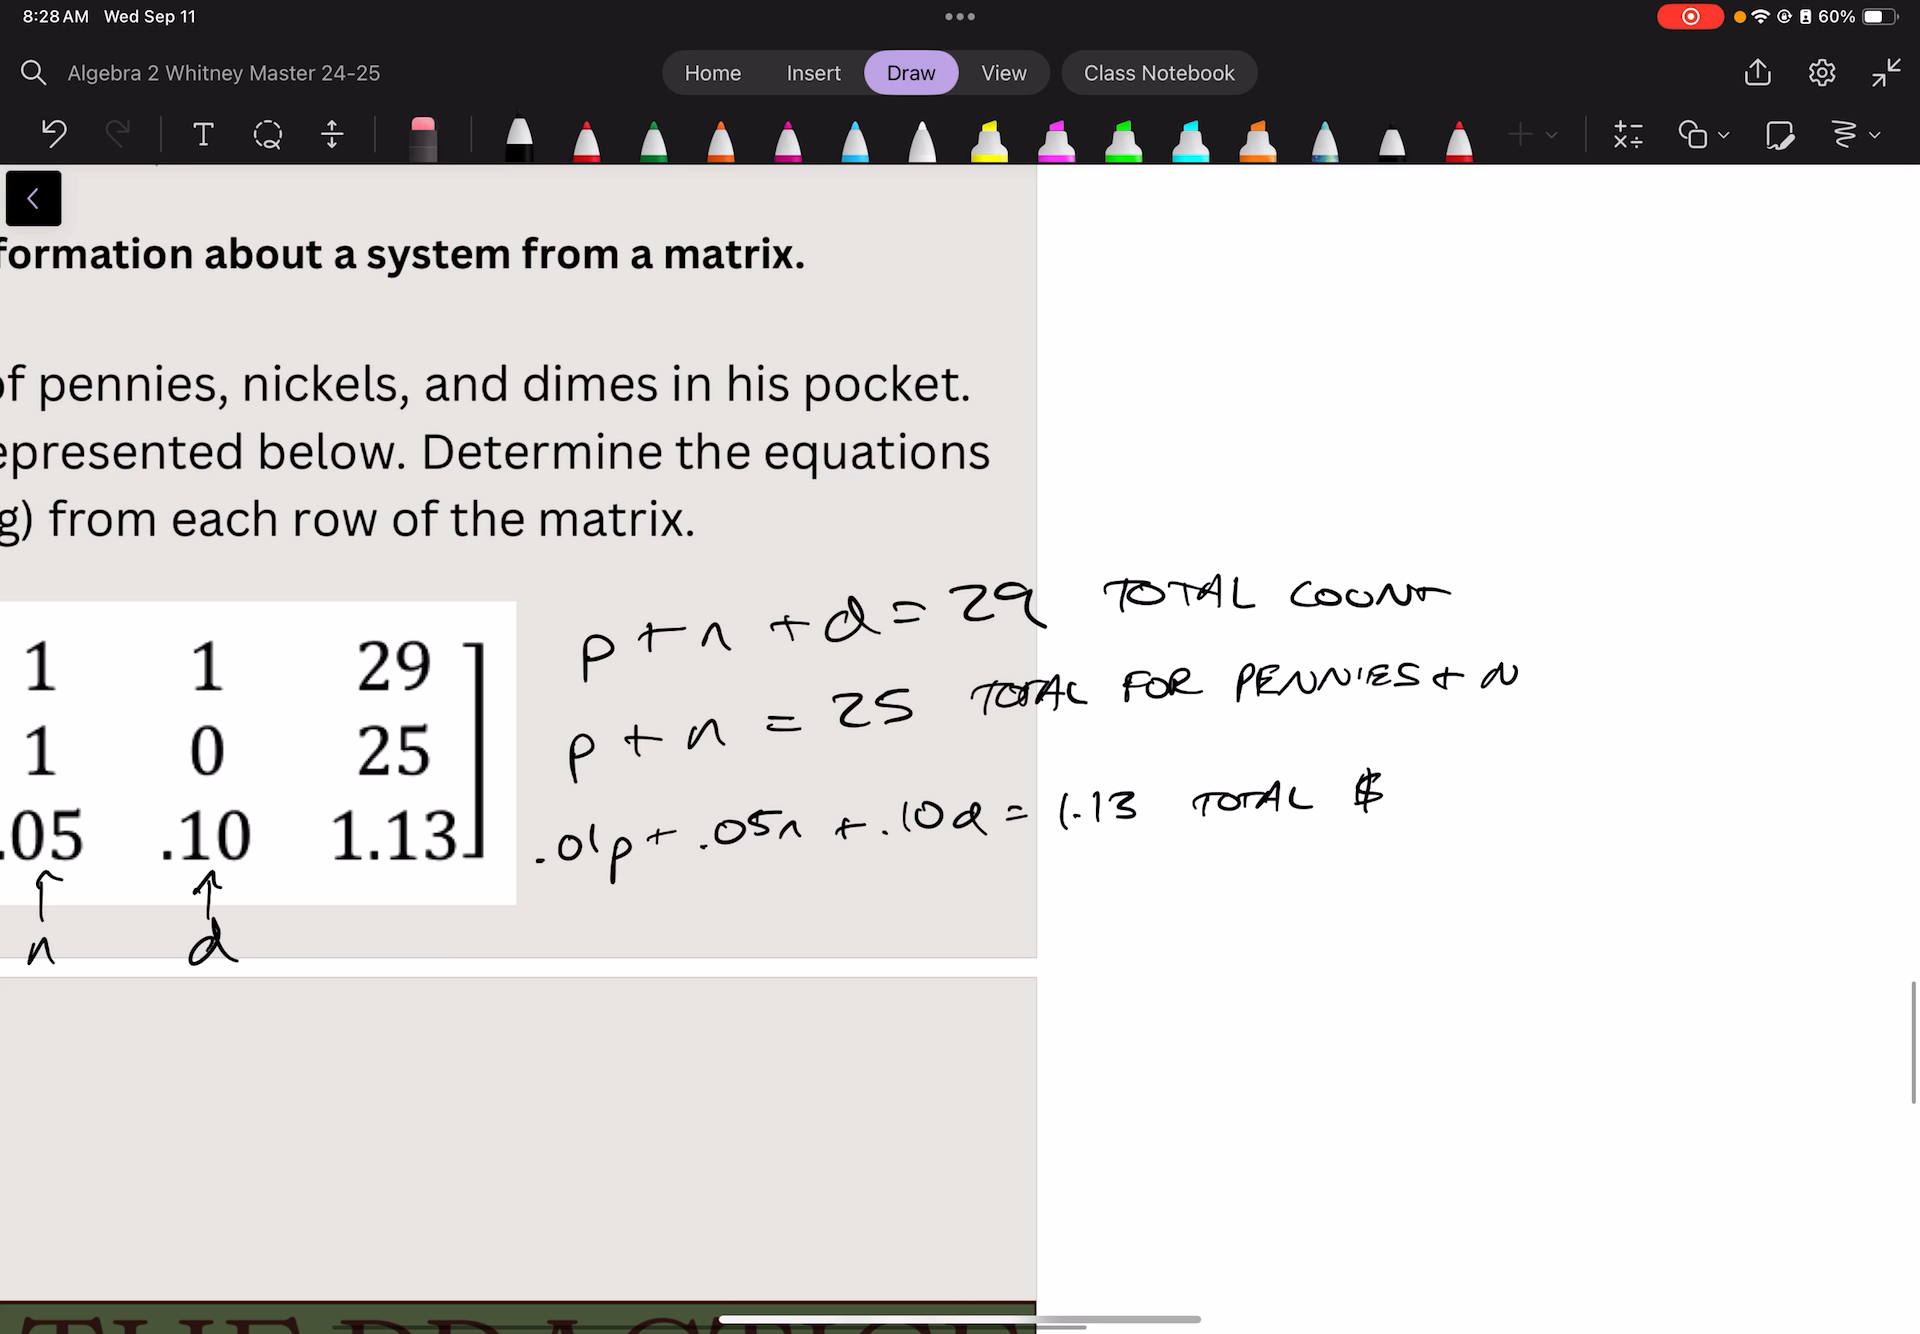 8:28 AM Wed Sep 11
60%
Algebra 2 Whitney Master 24-25
Home Insert Draw View Class Notebook
formation about a system from a matrix.
of pennies, nickels, and dimes in his pocket.
epresented below. Determine the equations
g) from each row of the matrix.
1 1 29
1 0 25
.05 .10 1.13
n d
p + n + d = 29 TOTAL COUNT
p + n = 25 TOTAL FOR PENNIES + N
.01p + .05n + .10d = 1.13 TOTAL $
THE PRACTICE